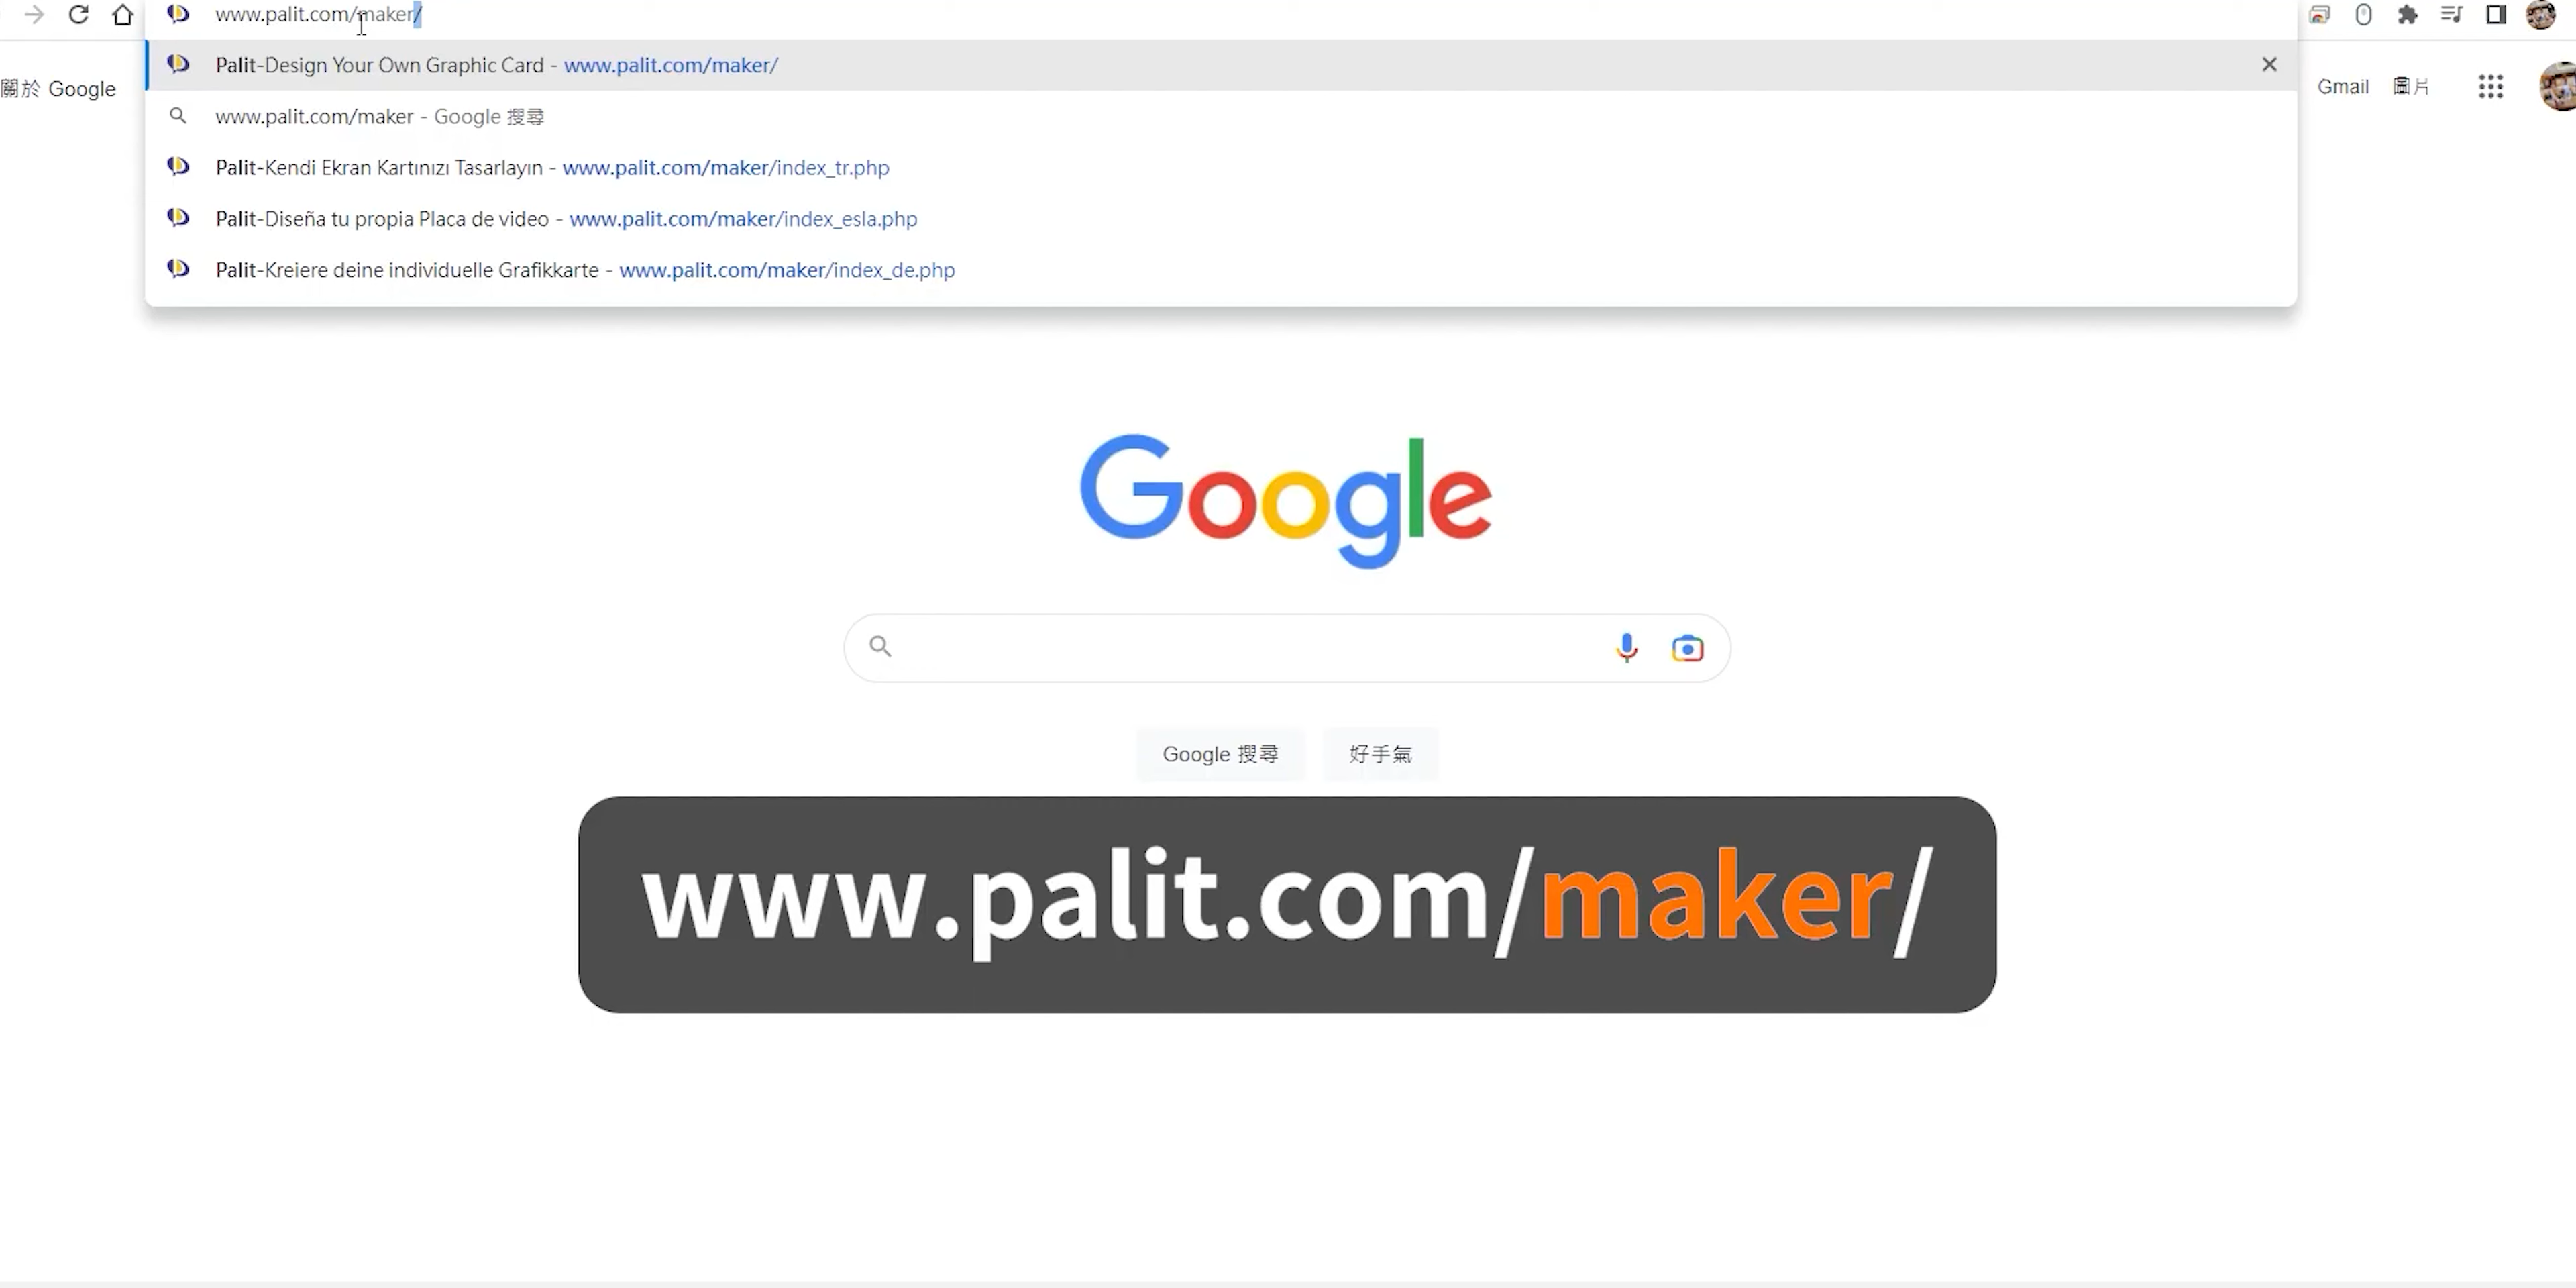 www.palit.com/maker/
Palit-Design Your Own Graphic Card - www.palit.com/maker/
關於 Google
Gmail 圖片
www.palit.com/maker - Google 搜尋
Palit-Kendi Ekran Kartınızı Tasarlayın - www.palit.com/maker/index_tr.php
Palit-Diseña tu propia Placa de video - www.palit.com/maker/index_esla.php
Palit-Kreiere deine individuelle Grafikkarte - www.palit.com/maker/index_de.php
Google
Google 搜尋 好手氣
www.palit.com/maker/